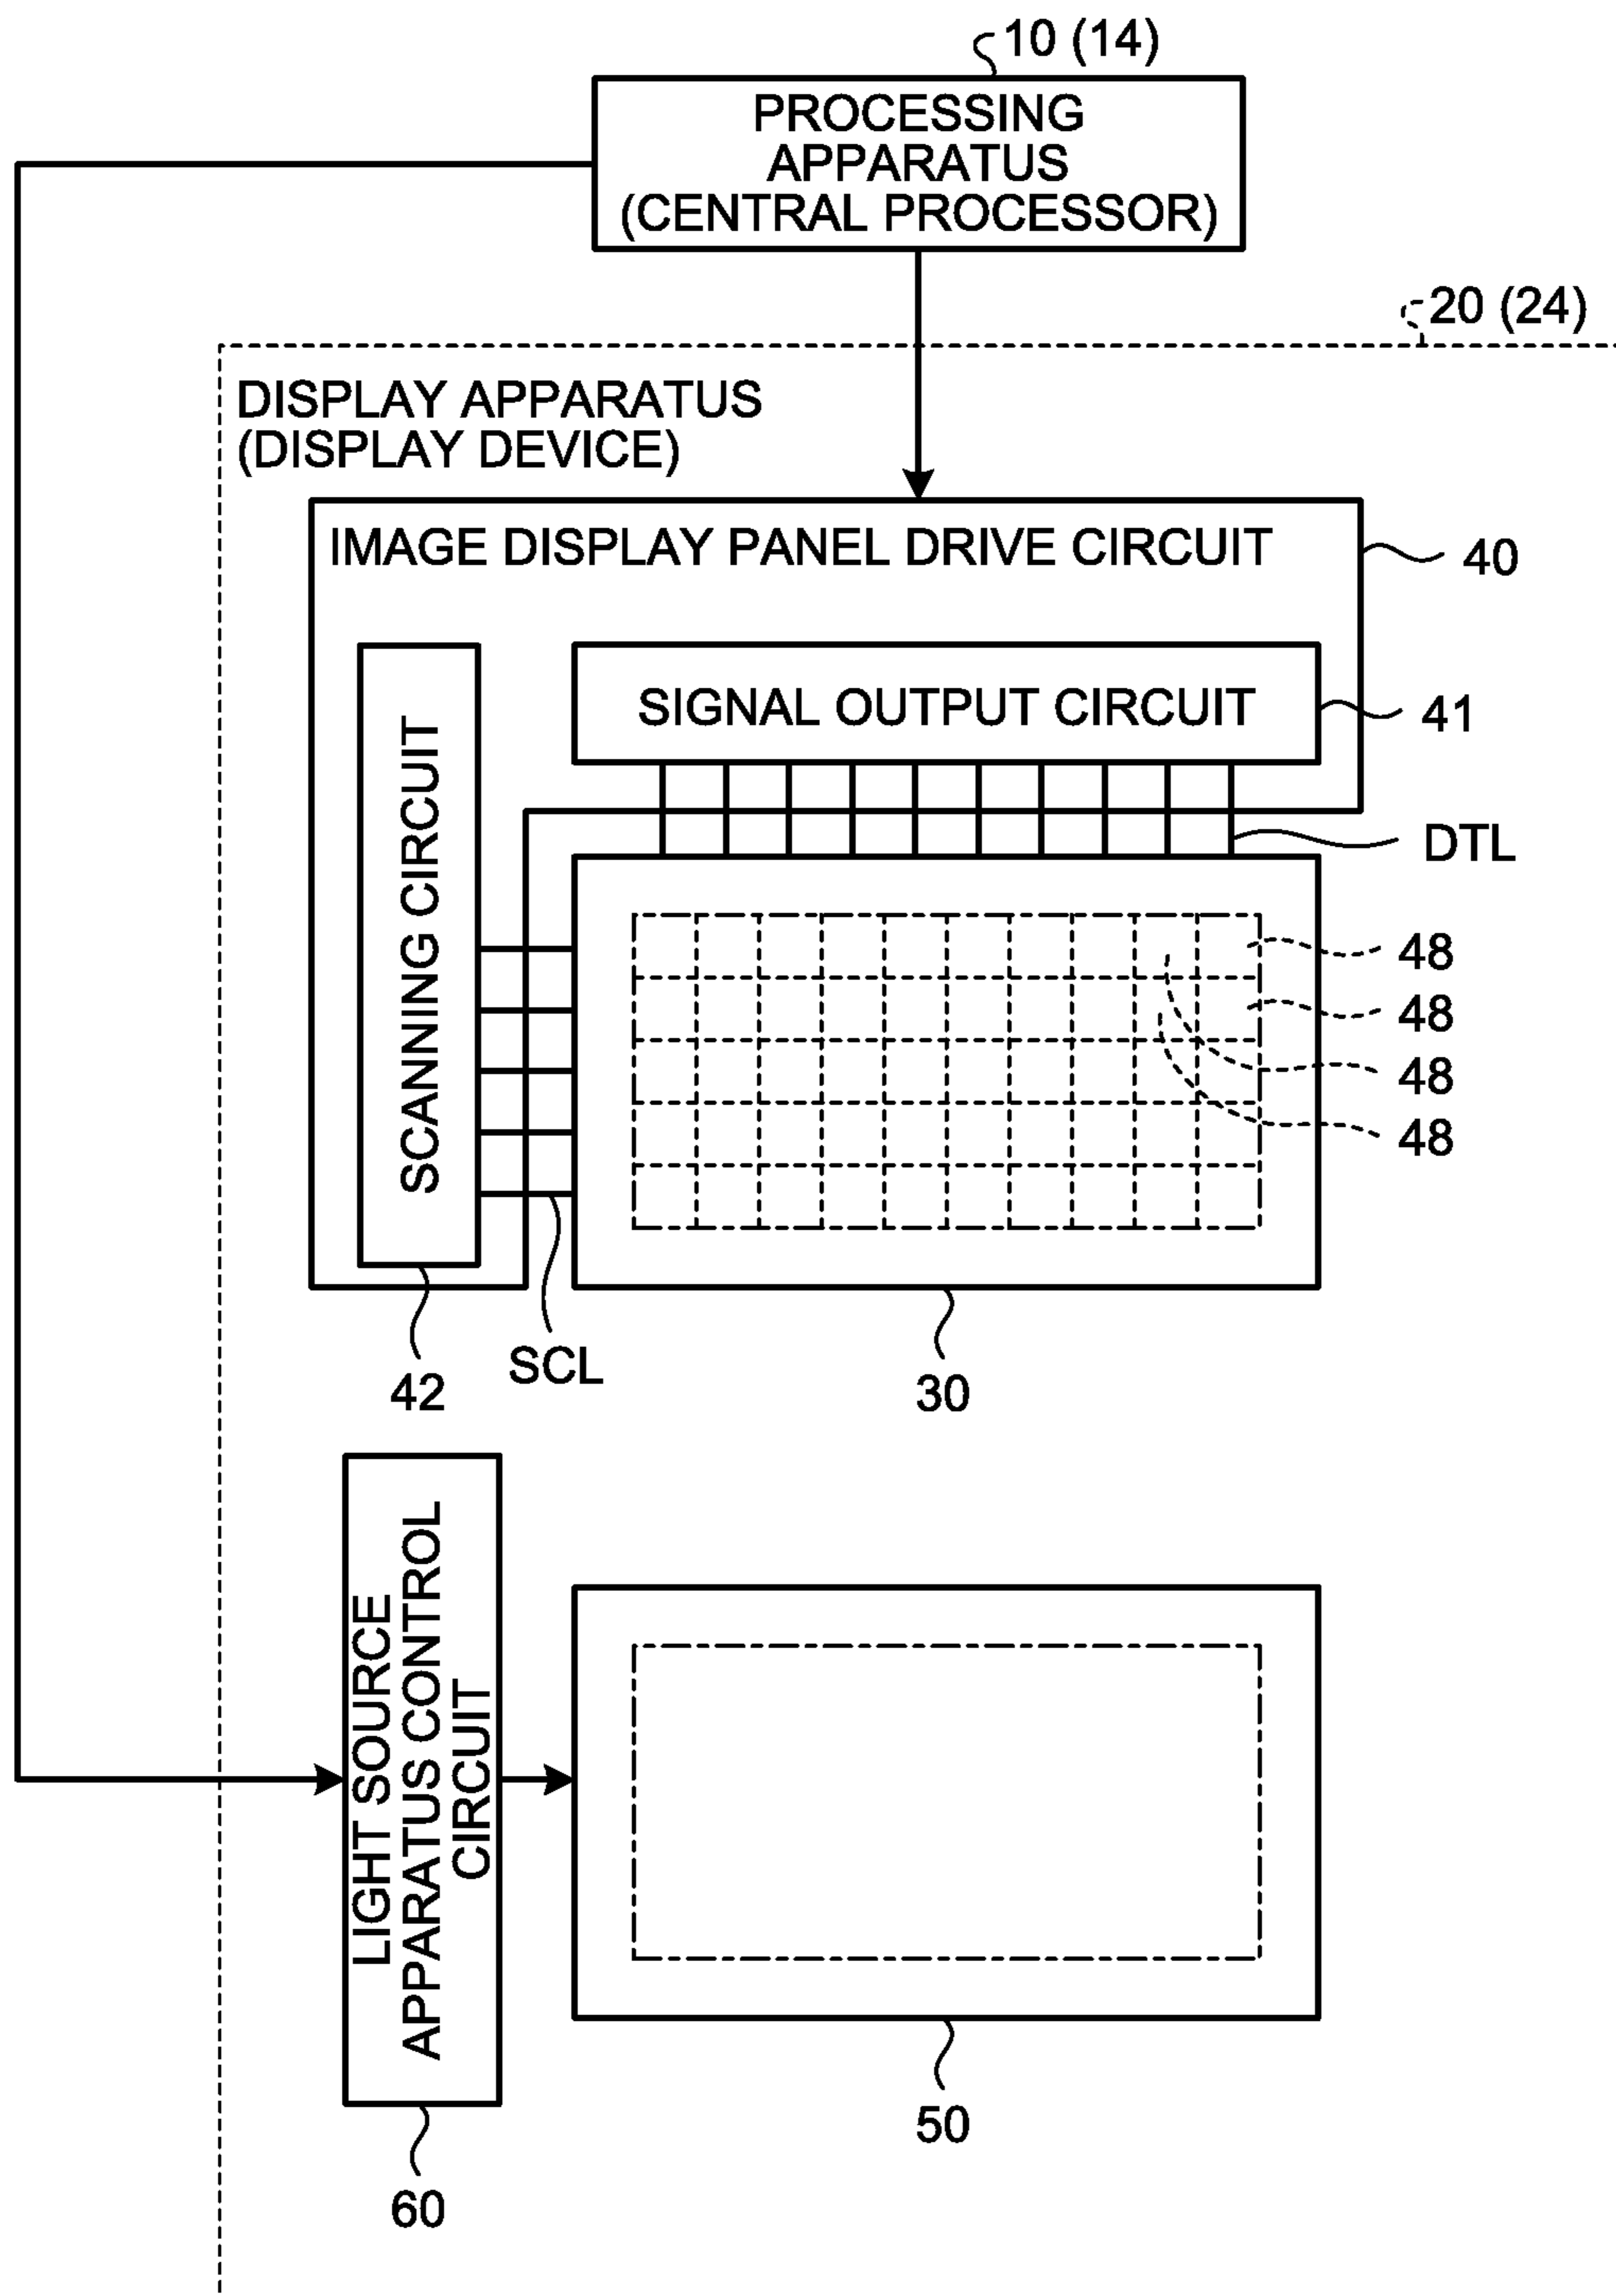 10 (14)
PROCESSING
APPARATUS
(CENTRAL PROCESSOR)
20 (24)
DISPLAY APPARATUS
(DISPLAY DEVICE)
IMAGE DISPLAY PANEL DRIVE CIRCUIT
40
SIGNAL OUTPUT CIRCUIT
41
SCANNING CIRCUIT
DTL
48
48
48
48
SCL
42
30
LIGHT SOURCE
APPARATUS CONTROL
CIRCUIT
50
60